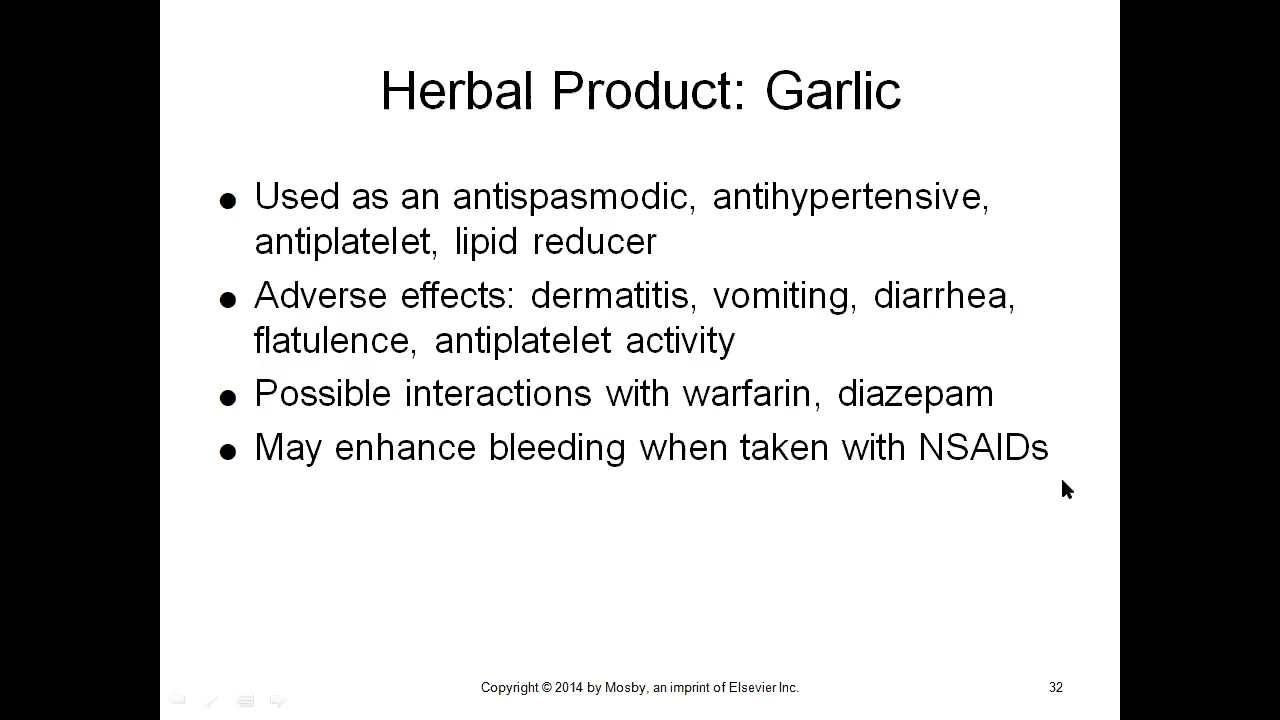 Herbal Product: Garlic
● Used as an antispasmodic, antihypertensive,
antiplatelet, lipid reducer
● Adverse effects: dermatitis, vomiting, diarrhea,
flatulence, antiplatelet activity
● Possible interactions with warfarin, diazepam
● May enhance bleeding when taken with NSAIDs
Copyright © 2014 by Mosby, an imprint of Elsevier Inc.
32